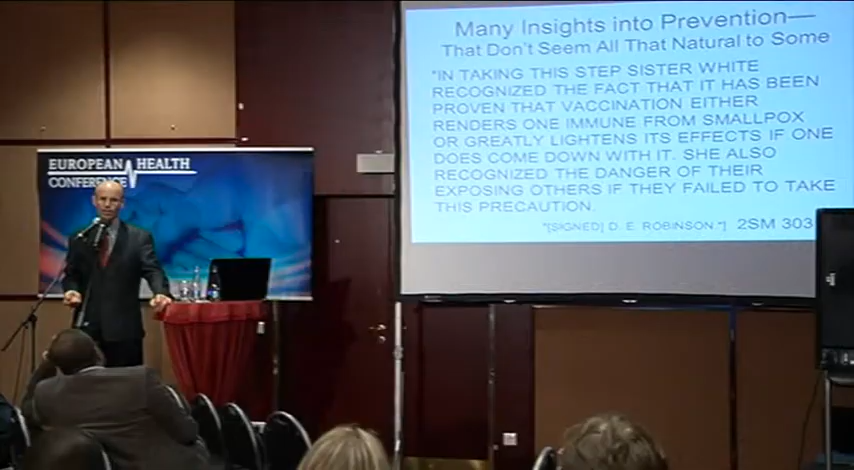 EUROPEAN HEALTH
CONFERENCE
Many Insights into Prevention—
That Don't Seem All That Natural to Some
"IN TAKING THIS STEP SISTER WHITE
RECOGNIZED THE FACT THAT IT HAS BEEN
PROVEN THAT VACCINATION EITHER
RENDERS ONE IMMUNE FROM SMALLPOX
OR GREATLY LIGHTENS ITS EFFECTS IF ONE
DOES COME DOWN WITH IT. SHE ALSO
RECOGNIZED THE DANGER OF THEIR
EXPOSING OTHERS IF THEY FAILED TO TAKE
THIS PRECAUTION.
"[SIGNED] D. E. ROBINSON."] 2SM 303